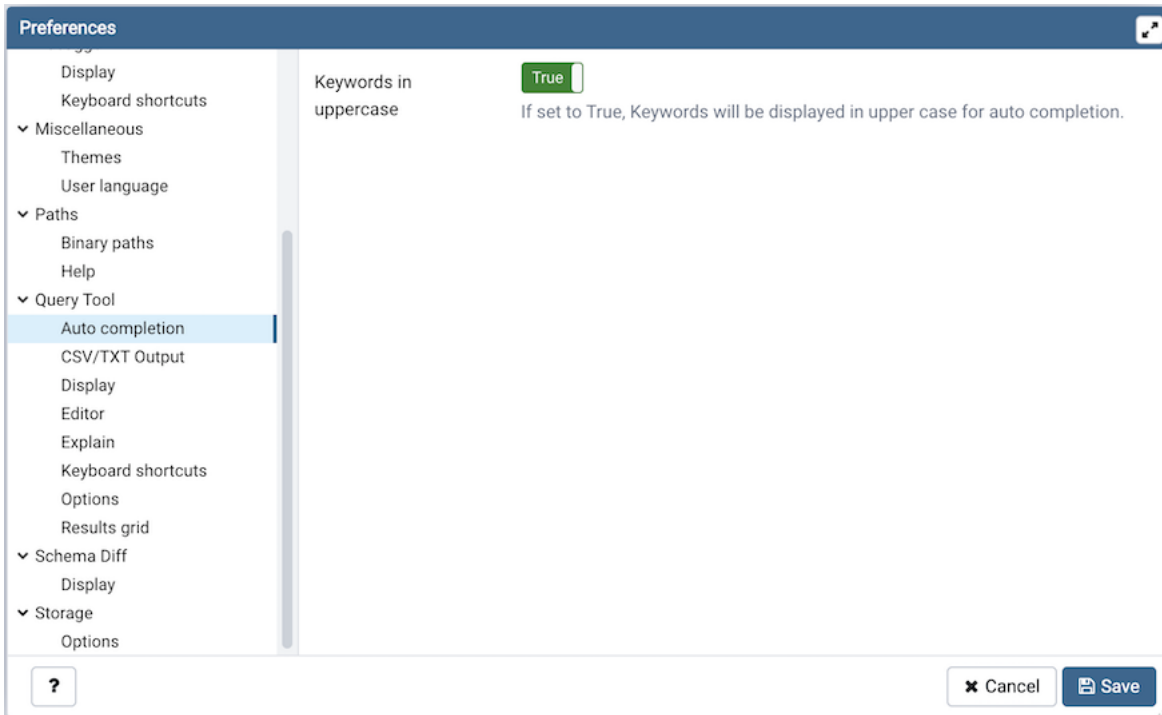 Preferences
Display
Keyboard shortcuts
Miscellaneous
Themes
User language
Paths
Binary paths
Help
Query Tool
Auto completion
CSV/TXT Output
Display
Editor
Explain
Keyboard shortcuts
Options
Results grid
Schema Diff
Display
Storage
Options
Keywords in
uppercase
True
If set to True, Keywords will be displayed in upper case for auto completion.
?
Cancel
Save